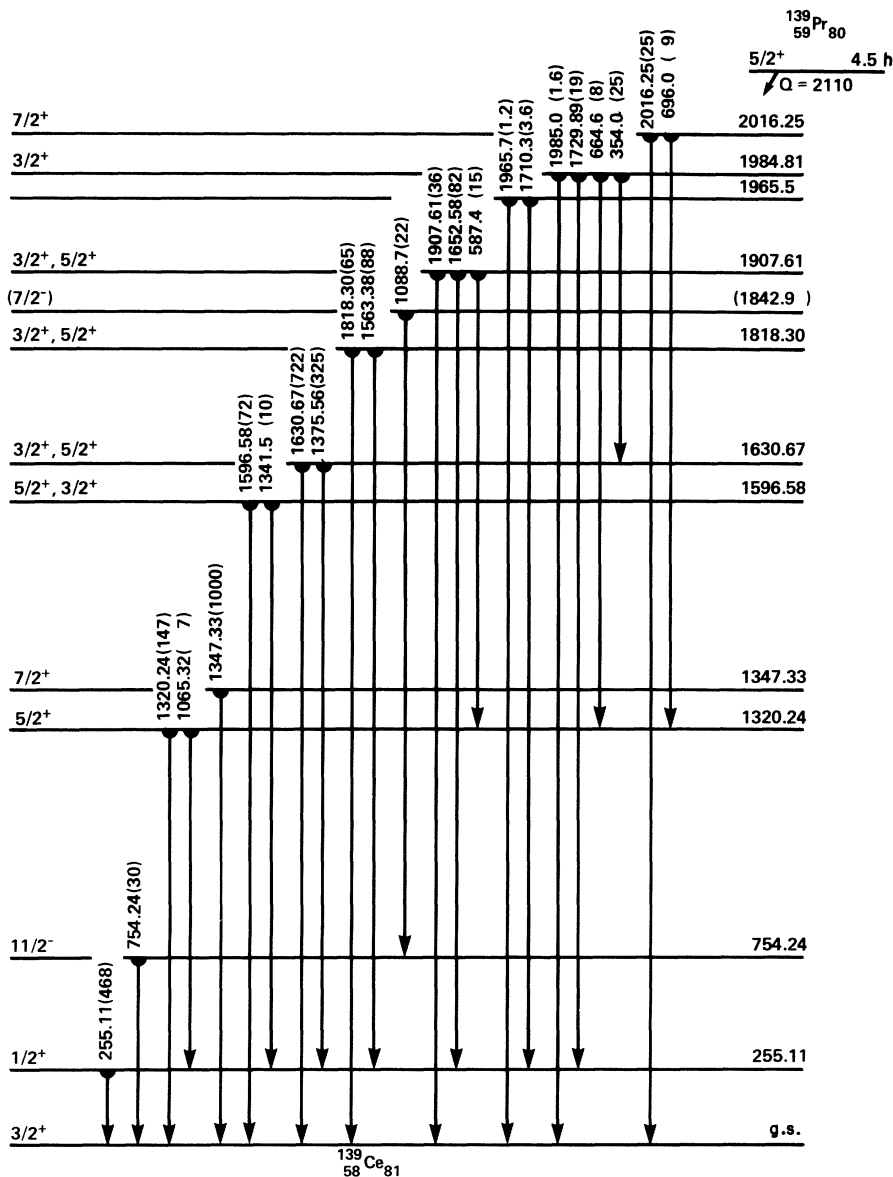 ¹³⁹₅₉Pr₈₀
5/2⁺ 4.5 h
Q = 2110
7/2⁺ 2016.25(25) 696.0 ( 9) 2016.25
3/2⁺ 1985.0 (1.6) 1729.89(19) 664.6 (8) 354.0 (25) 1984.81
1965.7(1.2) 1710.3(3.6) 1965.5
3/2⁺, 5/2⁺ 1907.61(36) 1652.58(82) 587.4 (15) 1907.61
(7/2⁻) 1088.7(22) (1842.9 )
3/2⁺, 5/2⁺ 1818.30(65) 1563.38(88) 1818.30
3/2⁺, 5/2⁺ 1630.67(722) 1375.56(325) 1630.67
5/2⁺, 3/2⁺ 1596.58(72) 1341.5 (10) 1596.58
7/2⁺ 1347.33(1000) 1347.33
5/2⁺ 1320.24(147) 1065.32( 7) 1320.24
11/2⁻ 754.24(30) 754.24
1/2⁺ 255.11(468) 255.11
3/2⁺ g.s.
¹³⁹₅₈Ce₈₁